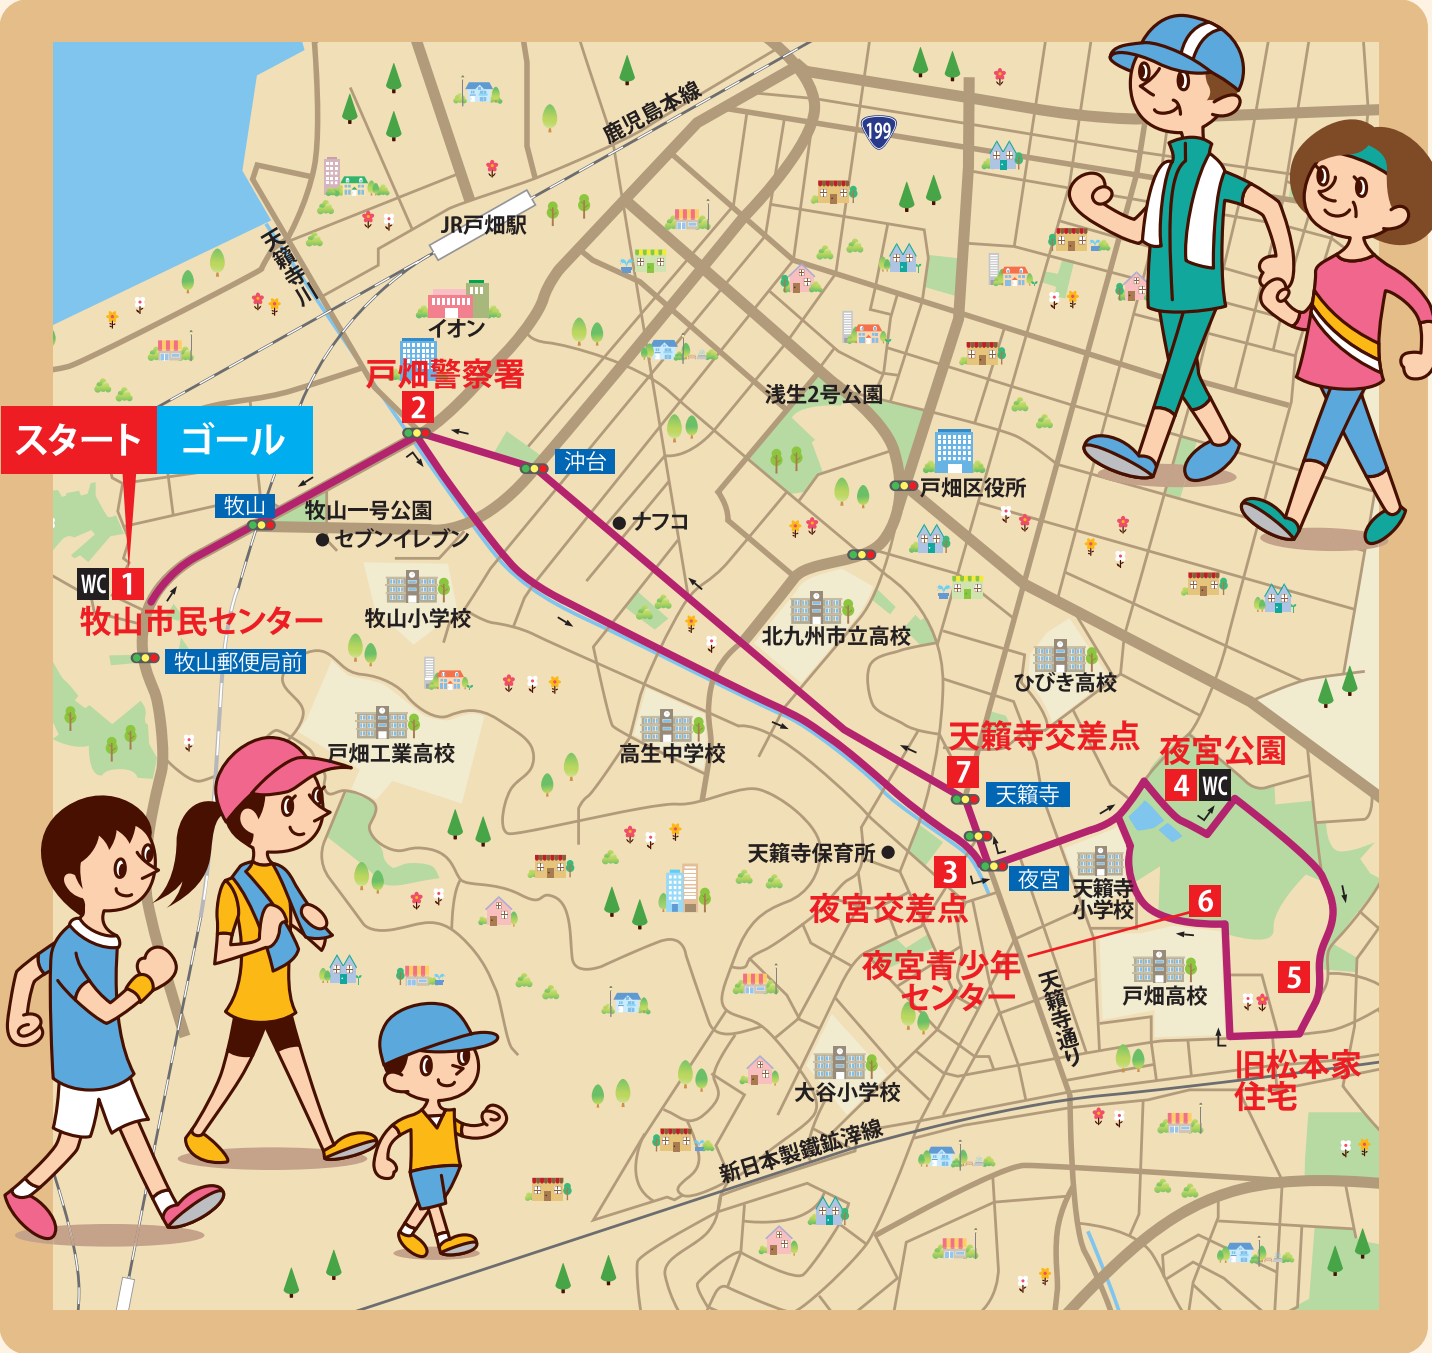 鹿児島本線
199
JR戸畑駅
天籟寺川
イオン
戸畑警察署
2
浅生2号公園
スタート
ゴール
沖台
戸畑区役所
牧山
牧山一号公園
ナフコ
セブンイレブン
WC
1
牧山市民センター
牧山小学校
北九州市立高校
牧山郵便局前
ひびき高校
戸畑工業高校
高生中学校
天籟寺交差点
夜宮公園
7
4
WC
天籟寺
天籟寺保育所
3
夜宮
天籟寺
小学校
夜宮交差点
6
夜宮青少年
センター
5
戸畑高校
天籟寺通り
旧松本家
住宅
大谷小学校
新日本製鐵鉱滓線